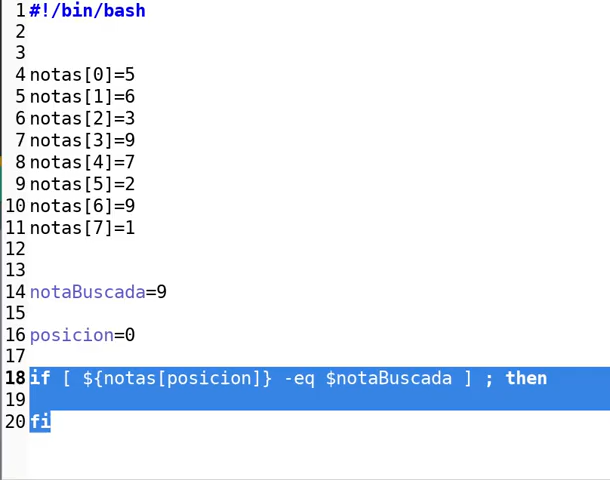 1 #!/bin/bash
2
3
4 notas[0]=5
5 notas[1]=6
6 notas[2]=3
7 notas[3]=9
8 notas[4]=7
9 notas[5]=2
10 notas[6]=9
11 notas[7]=1
12
13
14 notaBuscada=9
15
16 posicion=0
17
18 if [ ${notas[posicion]} -eq $notaBuscada ] ; then
19
20 fi